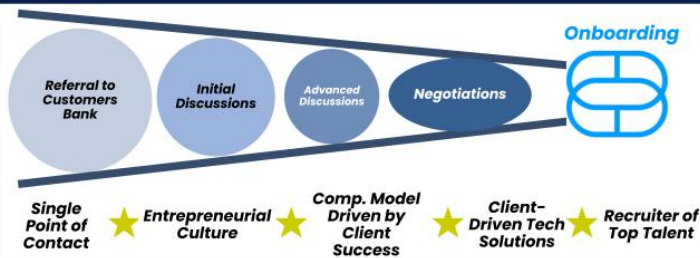 Onboarding
Referral to
Customers
Bank
Initial
Discussions
Advanced
Discussions
Negotiations
Single
Point of
Contact
Entrepreneurial
Culture
Comp. Model
Driven by
Client
Success
Client-
Driven Tech
Solutions
Recruiter of
Top Talent